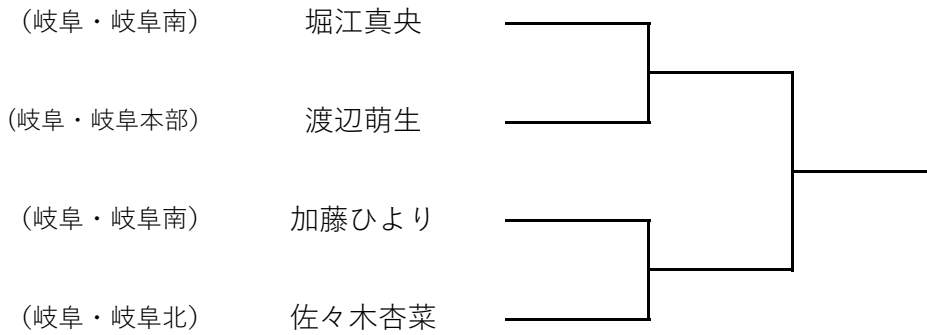 (岐阜・岐阜南) 堀江真央
(岐阜・岐阜本部) 渡辺萌生
(岐阜・岐阜南) 加藤ひより
(岐阜・岐阜北) 佐々木杏菜